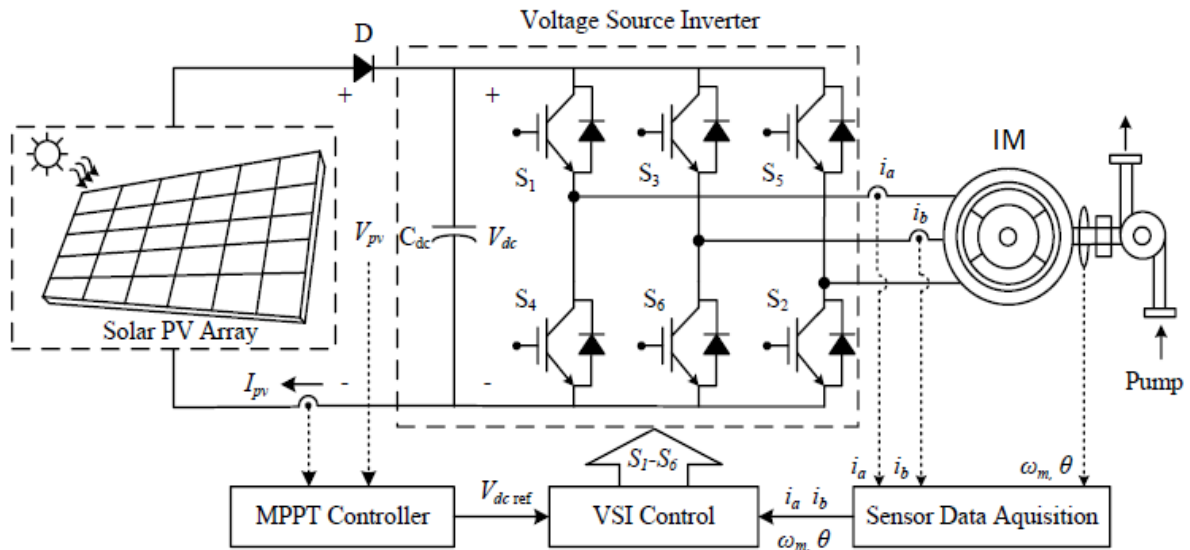 Voltage Source Inverter
D
+
+
IM
S1
S3
S5
ia
ib
Vpv
Cdc
Vdc
S4
S6
S2
Solar PV Array
Ipv
-
-
Pump
S1-S6
ia
ib
ωm, θ
MPPT Controller
Vdc ref
VSI Control
ia ib
ωm, θ
Sensor Data Aquisition